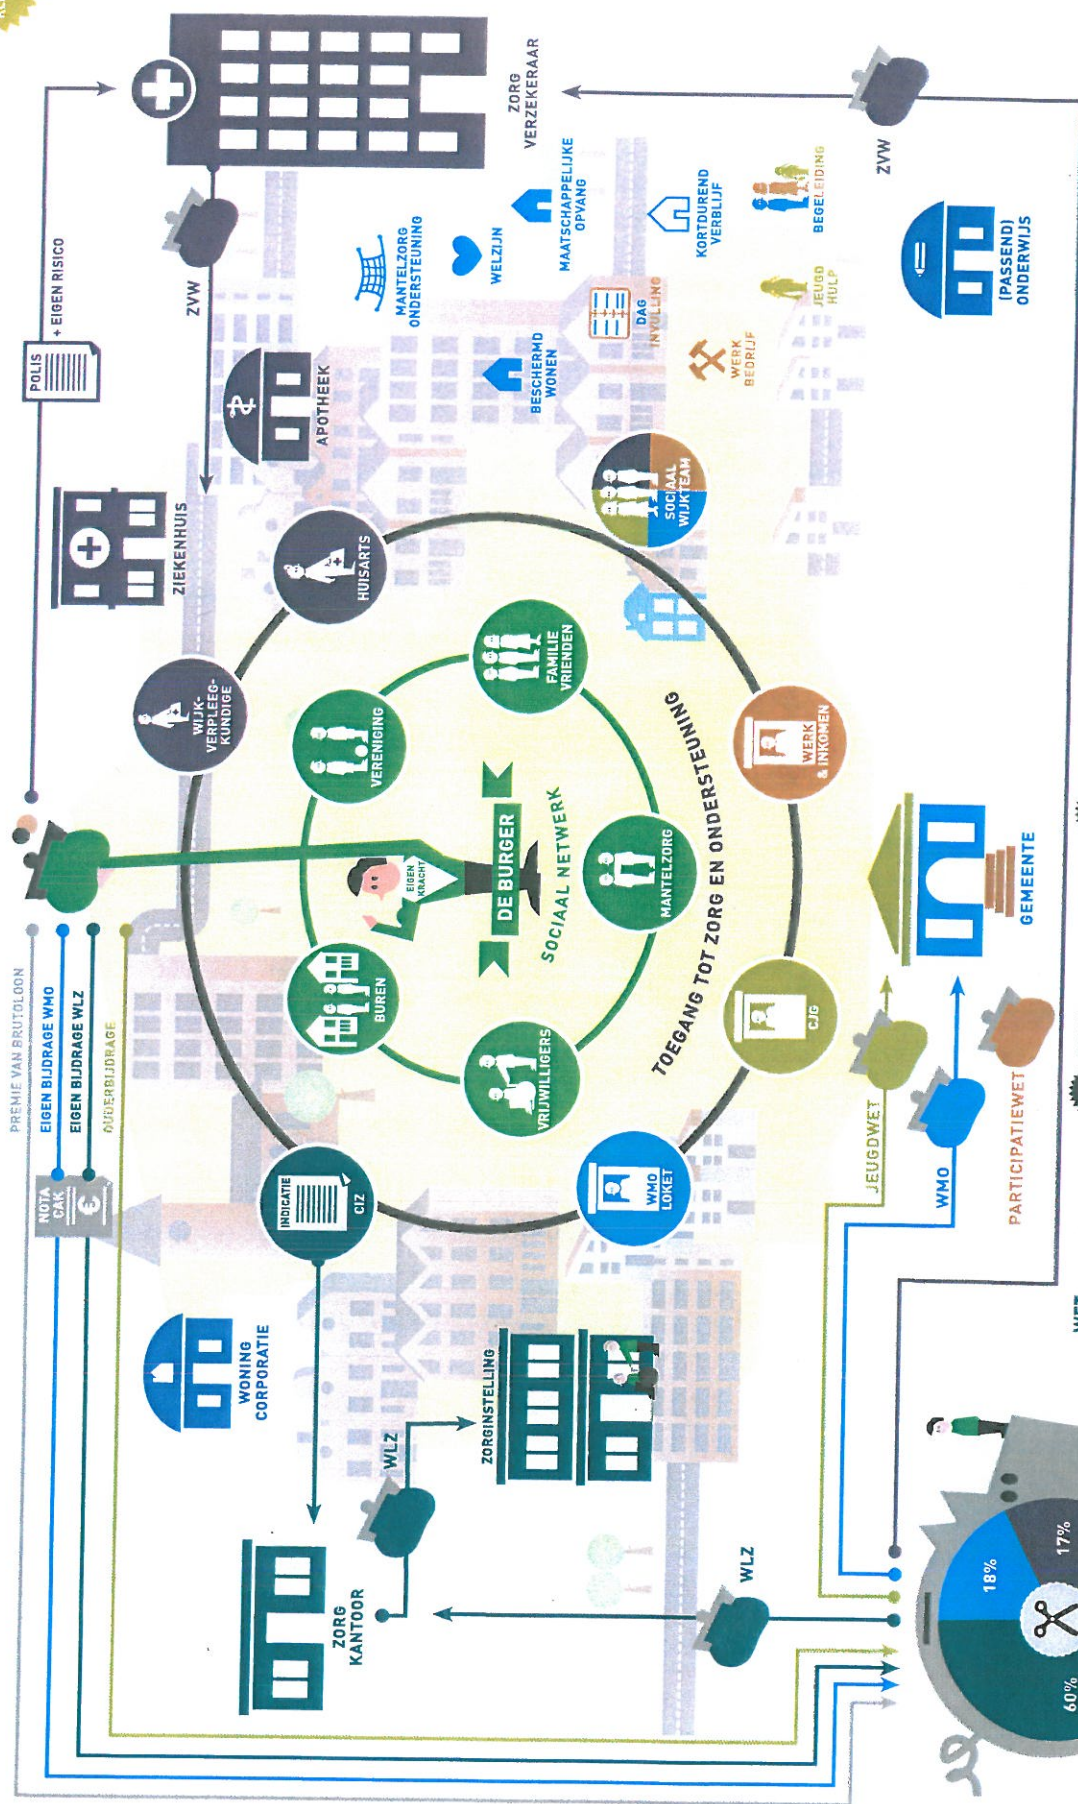 PREMIE VAN BRUTOLOON
EIGEN BIJDRAGE WMO
EIGEN BIJDRAGE WLZ
OUDERBIJDRAGE
NOTA
CAK
€
POLIS
+ EIGEN RISICO
ZVW
ZORG
VERZEKERAAR
ZIEKENHUIS
APOTHEEK
WONING
CORPORATIE
ZORG
KANTOOR
WLZ
ZORGINSTELLING
WLZ
INDICATIE
CIZ
WIJK-
VERPLEEG-
KUNDIGE
HUISARTS
VERENIGING
BUREN
EIGEN
KRACHT
DE BURGER
SOCIAAL NETWERK
FAMILIE
VRIENDEN
VRIJWILLIGERS
MANTELZORG
TOEGANG TOT ZORG EN ONDERSTEUNING
WMO
LOKET
CJG
WERK
& INKOMEN
SOCIAAL
WIJKTEAM
MANTELZORG
ONDERSTEUNING
WELZIJN
MAATSCHAPPELIJKE
OPVANG
BESCHERMD
WONEN
DAG
INVULLING
KORTDUREND
VERBLIJF
WERK
BEDRIJF
JEUGD
HULP
BEGELEIDING
ZVW
(PASSEND)
ONDERWIJS
JEUGDWET
WMO
PARTICIPATIEWET
GEMEENTE
18%
17%
60%